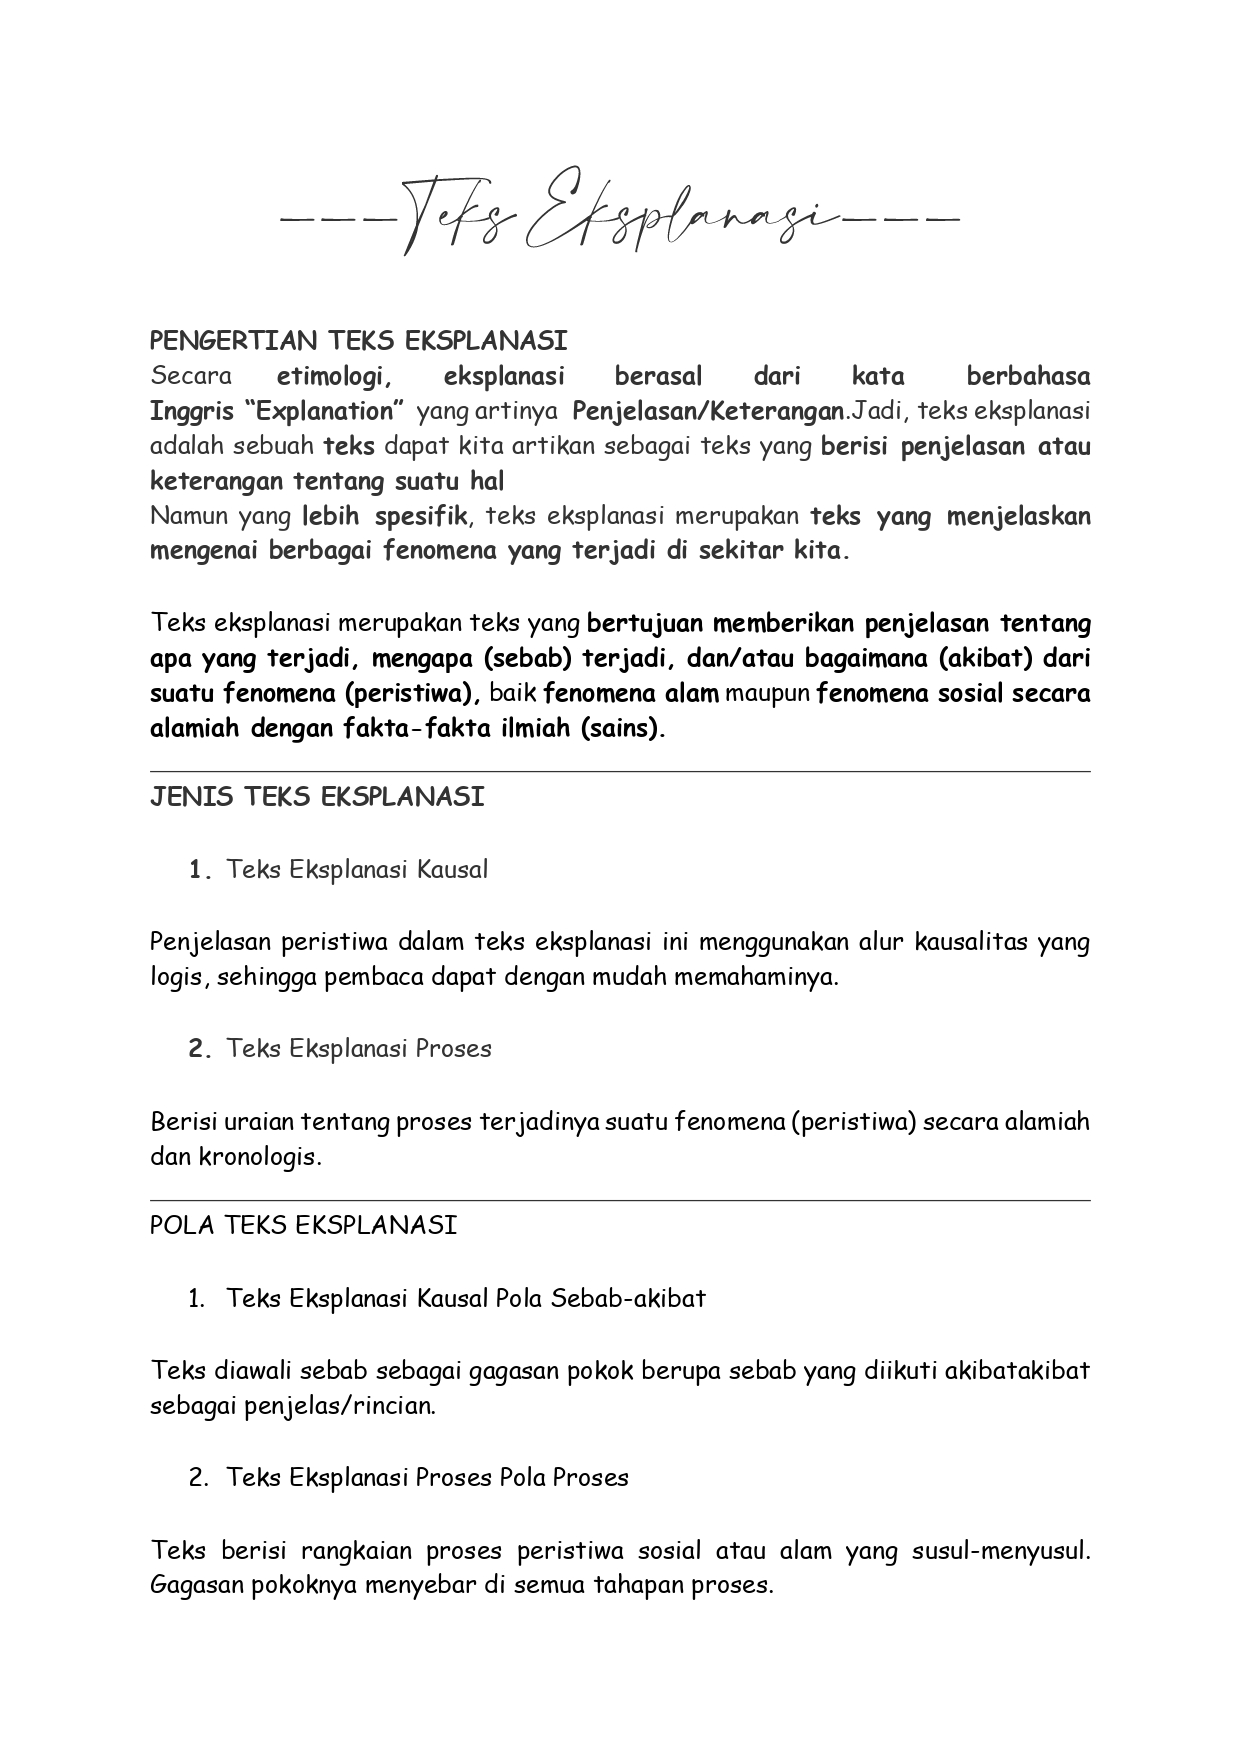 ---Teks Eksplanasi---
PENGERTIAN TEKS EKSPLANASI
Secara etimologi, eksplanasi berasal dari kata berbahasa
Inggris “Explanation” yang artinya Penjelasan/Keterangan.Jadi, teks eksplanasi
adalah sebuah teks dapat kita artikan sebagai teks yang berisi penjelasan atau
keterangan tentang suatu hal
Namun yang lebih spesifik, teks eksplanasi merupakan teks yang menjelaskan
mengenai berbagai fenomena yang terjadi di sekitar kita.
Teks eksplanasi merupakan teks yang bertujuan memberikan penjelasan tentang
apa yang terjadi, mengapa (sebab) terjadi, dan/atau bagaimana (akibat) dari
suatu fenomena (peristiwa), baik fenomena alam maupun fenomena sosial secara
alamiah dengan fakta-fakta ilmiah (sains).
JENIS TEKS EKSPLANASI
1. Teks Eksplanasi Kausal
Penjelasan peristiwa dalam teks eksplanasi ini menggunakan alur kausalitas yang
logis, sehingga pembaca dapat dengan mudah memahaminya.
2. Teks Eksplanasi Proses
Berisi uraian tentang proses terjadinya suatu fenomena (peristiwa) secara alamiah
dan kronologis.
POLA TEKS EKSPLANASI
1. Teks Eksplanasi Kausal Pola Sebab-akibat
Teks diawali sebab sebagai gagasan pokok berupa sebab yang diikuti akibatakibat
sebagai penjelas/rincian.
2. Teks Eksplanasi Proses Pola Proses
Teks berisi rangkaian proses peristiwa sosial atau alam yang susul-menyusul.
Gagasan pokoknya menyebar di semua tahapan proses.